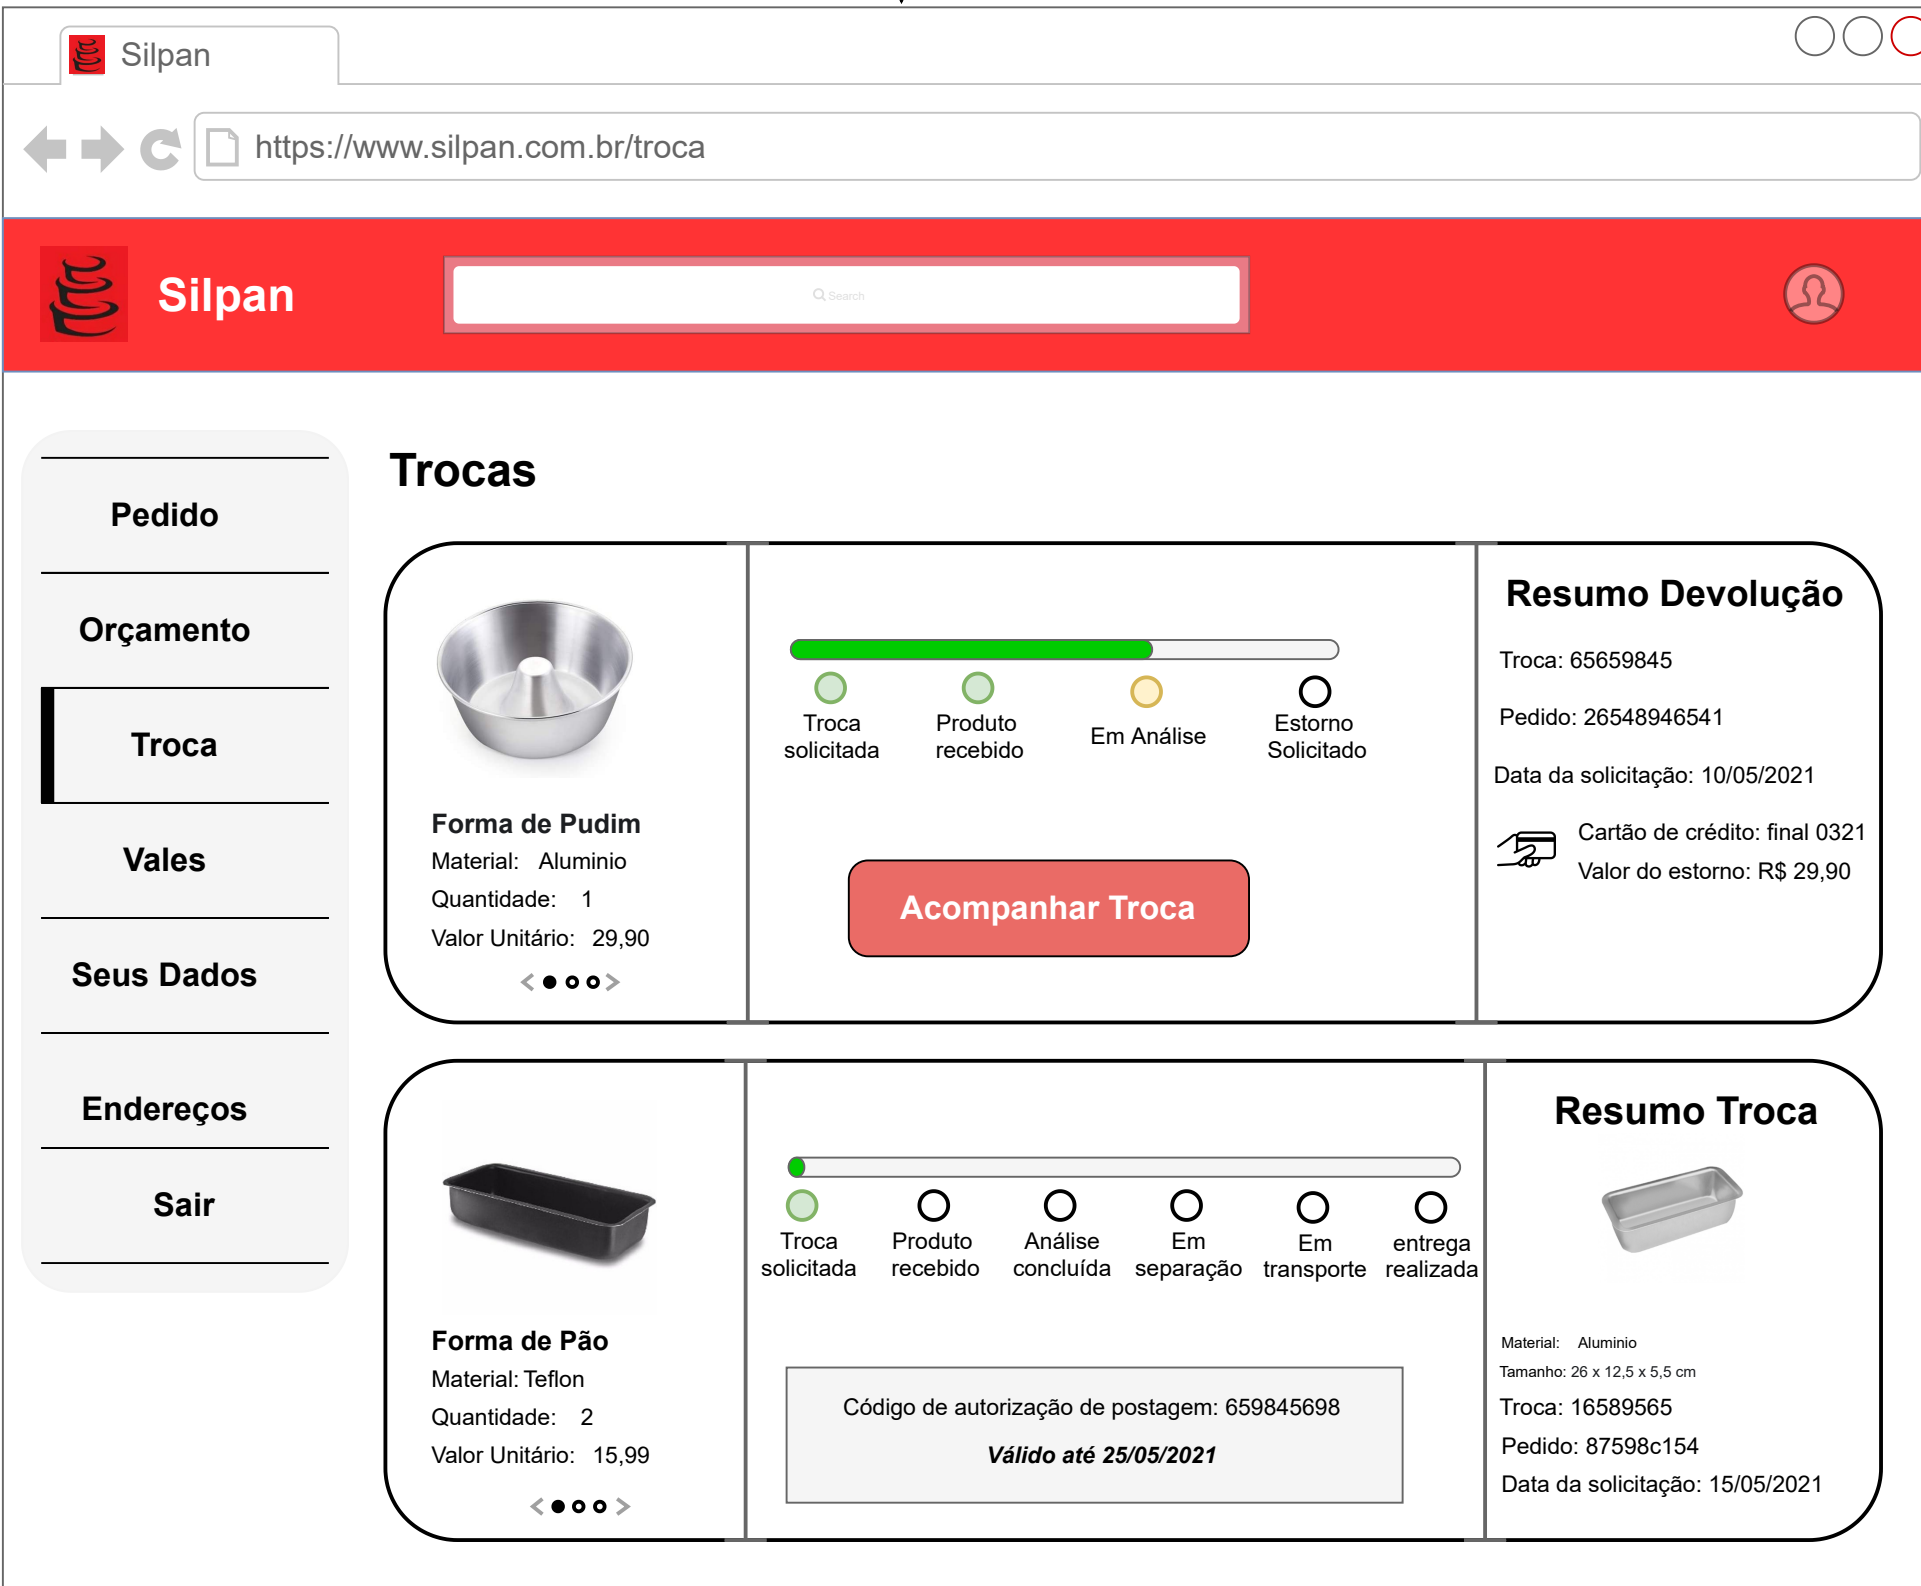 Silpan
https://www.silpan.com.br/troca
Silpan
Search
Pedido
Orçamento
Troca
Vales
Seus Dados
Endereços
Sair
Trocas
Forma de Pudim
Material: Aluminio
Quantidade: 1
Valor Unitário: 29,90
Troca
solicitada
Produto
recebido
Em Análise
Estorno
Solicitado
Acompanhar Troca
Resumo Devolução
Troca: 65659845
Pedido: 26548946541
Data da solicitação: 10/05/2021
Cartão de crédito: final 0321
Valor do estorno: R$ 29,90
Forma de Pão
Material: Teflon
Quantidade: 2
Valor Unitário: 15,99
Troca
solicitada
Produto
recebido
Análise
concluída
Em
separação
Em
transporte
entrega
realizada
Código de autorização de postagem: 659845698
Válido até 25/05/2021
Resumo Troca
Material: Aluminio
Tamanho: 26 x 12,5 x 5,5 cm
Troca: 16589565
Pedido: 87598c154
Data da solicitação: 15/05/2021